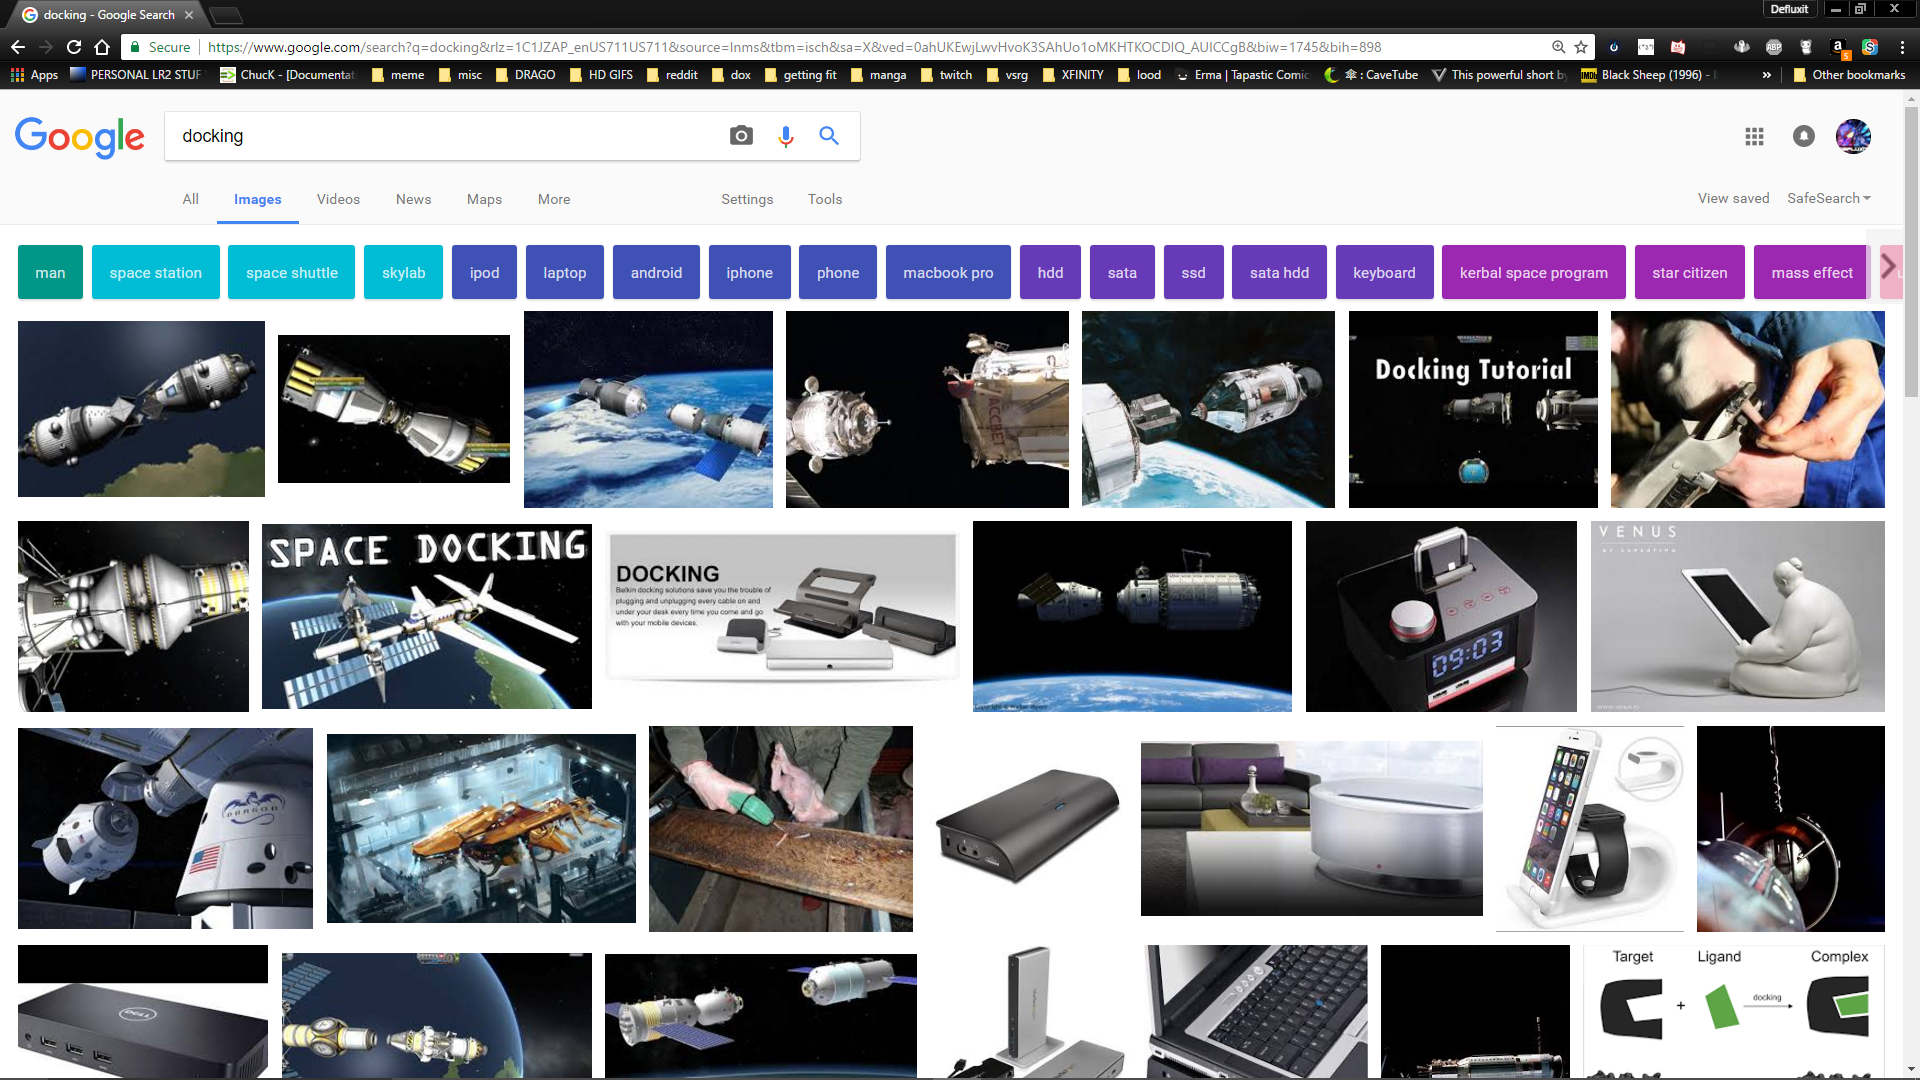 docking - Google Search
Defluxit
Secure
https://www.google.com/search?q=docking&rlz=1C1JZAP_enUS711US711&source=lnms&tbm=isch&sa=X&ved=0ahUKEwjLwvHvoK3SAhUo1oMKHTKOCDIQ_AUICCgB&biw=1745&bih=898
Apps
PERSONAL LR2 STUF
ChucK - [Documentat
meme
misc
DRAGO
HD GIFS
reddit
dox
getting fit
manga
twitch
vsrg
XFINITY
lood
Erma | Tapastic Comic
傘 : CaveTube
This powerful short by
Black Sheep (1996) -
»
Other bookmarks
Google
docking
All
Images
Videos
News
Maps
More
Settings
Tools
View saved
SafeSearch
man
space station
space shuttle
skylab
ipod
laptop
android
iphone
phone
macbook pro
hdd
sata
ssd
sata hdd
keyboard
kerbal space program
star citizen
mass effect
Docking Tutorial
SPACE DOCKING
DOCKING
Belkin docking solutions save you the trouble of
plugging and unplugging every cable on and
under your desk every time you come and go
with your mobile devices.
09:03
VENUS
DRAGON
DELL
Target
Ligand
Complex
+
docking